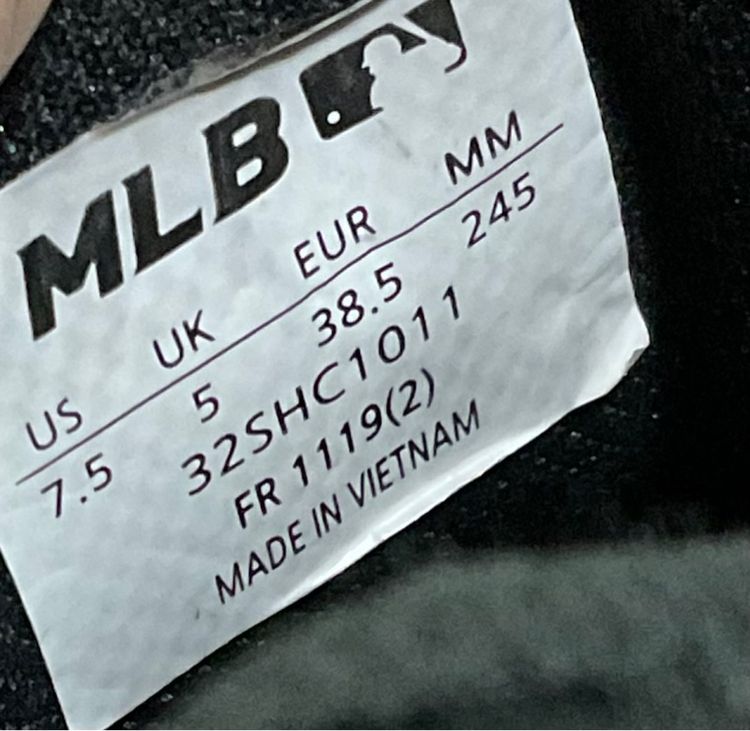 MLB
US UK EUR MM
7.5 5 38.5 245
32SHC1011
FR 1119(2)
MADE IN VIETNAM